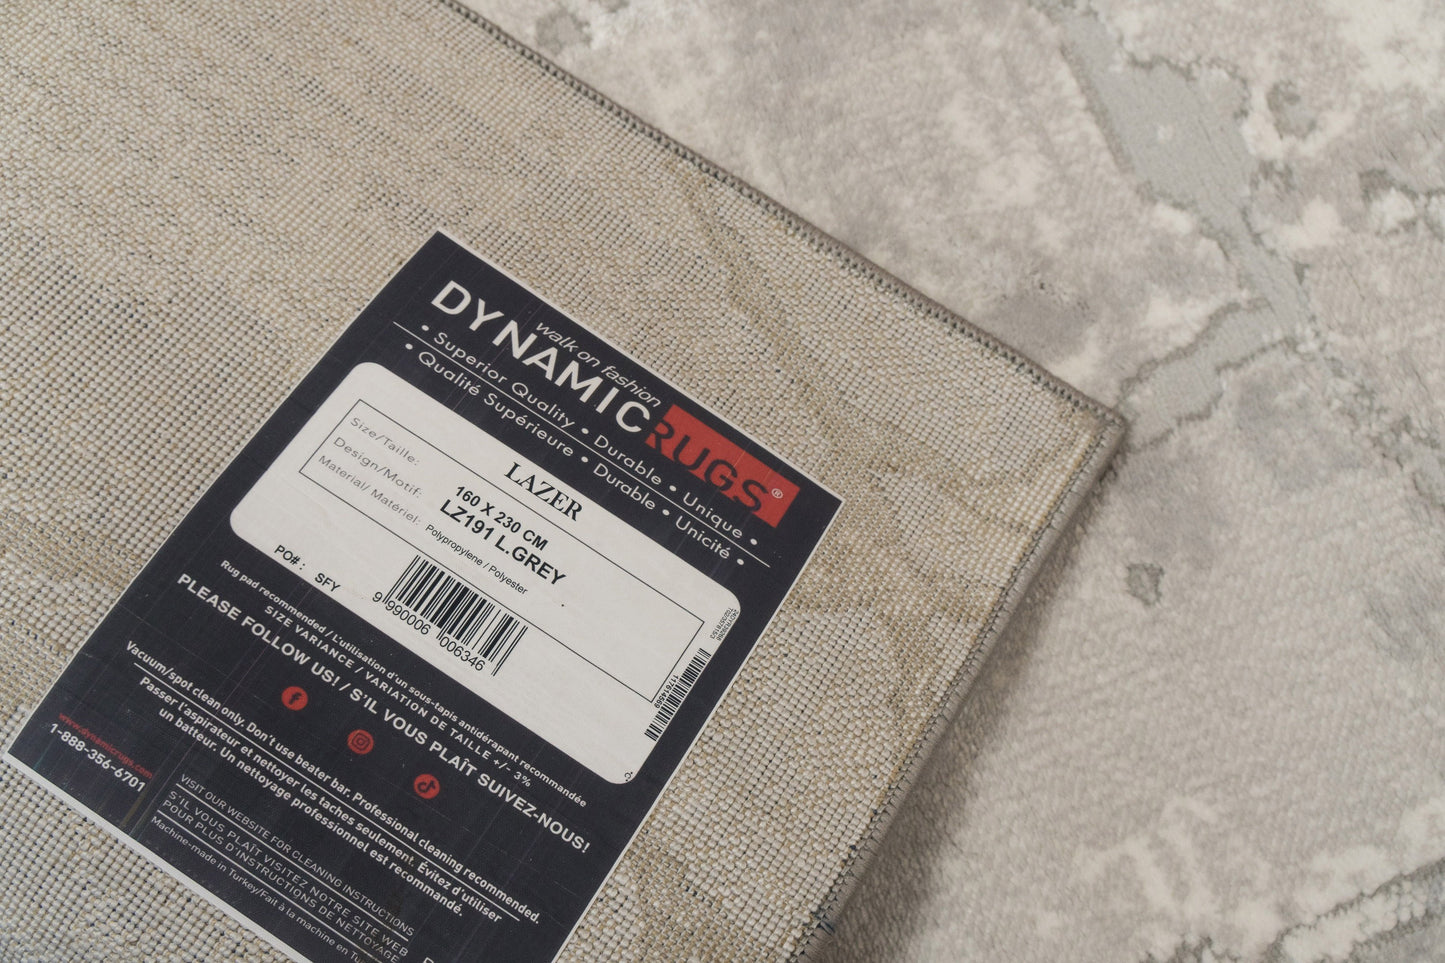 walk on fashion
DYNAMIC RUGS®
• Superior Quality • Durable • Unique •
• Qualité Supérieure • Durable • Unicité •
LAZER
Size/Taille: 160 X 230 CM
Design/Motif: LZ191 L.GREY
Material/ Matériel: Polypropylene / Polyester
PO# : SFY
9 990006 006346
Rug pad recommended / L'utilisation d'un sous-tapis antidérapant recommandée
SIZE VARIANCE / VARIATION DE TAILLE +/- 3%
PLEASE FOLLOW US! / S'IL VOUS PLAÎT SUIVEZ-NOUS!
Vacuum/spot clean only. Don't use beater bar. Professional cleaning recommended.
Passer l'aspirateur et nettoyer les taches seulement. Évitez d'utiliser
un batteur. Un nettoyage professionnel est recommandé.
www.dynamicrugs.com
1-888-356-6701
VISIT OUR WEBSITE FOR CLEANING INSTRUCTIONS
S'IL VOUS PLAÎT VISITEZ NOTRE SITE WEB
POUR PLUS D'INSTRUCTIONS DE NETTOYAGE
Machine-made in Turkey/Fait à la machine en